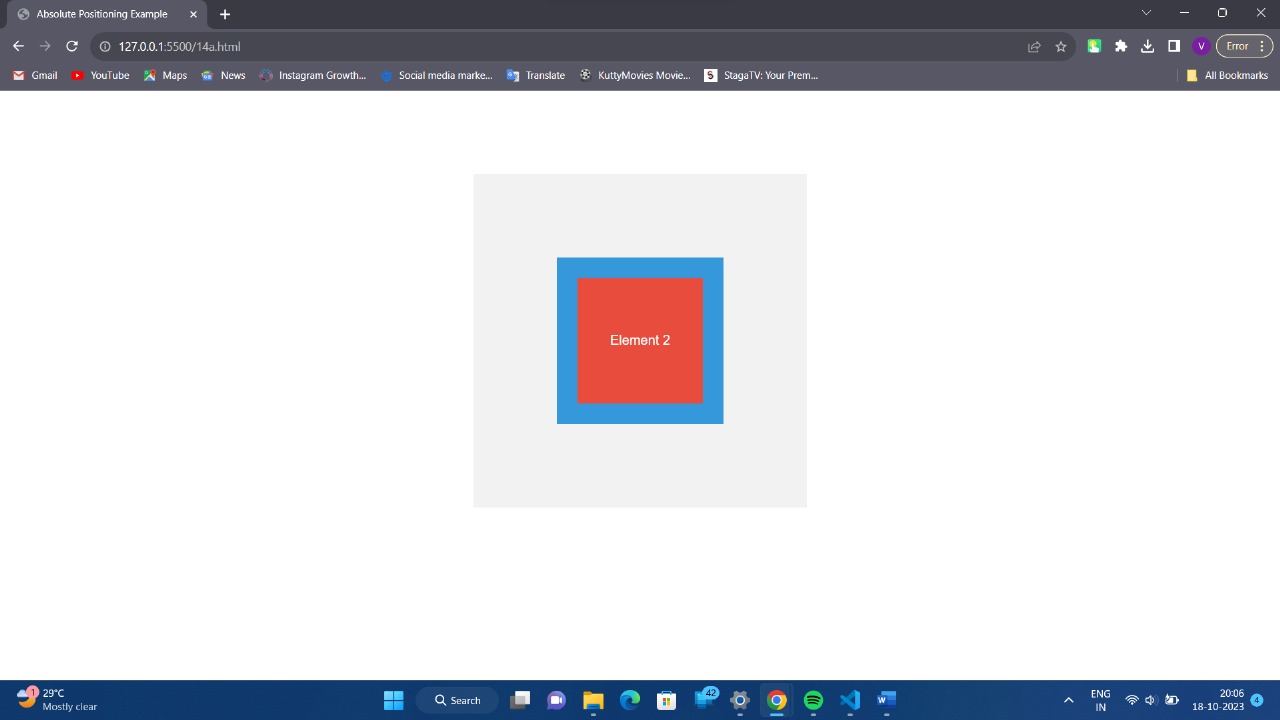 Absolute Positioning Example
127.0.0.1:5500/14a.html
V
Error
Gmail YouTube Maps News Instagram Growth... Social media marke... Translate KuttyMovies Movie... StagaTV: Your Prem... All Bookmarks
Element 2
1
29°C
Mostly clear
Search
42
ENG
IN
20:06
18-10-2023
4